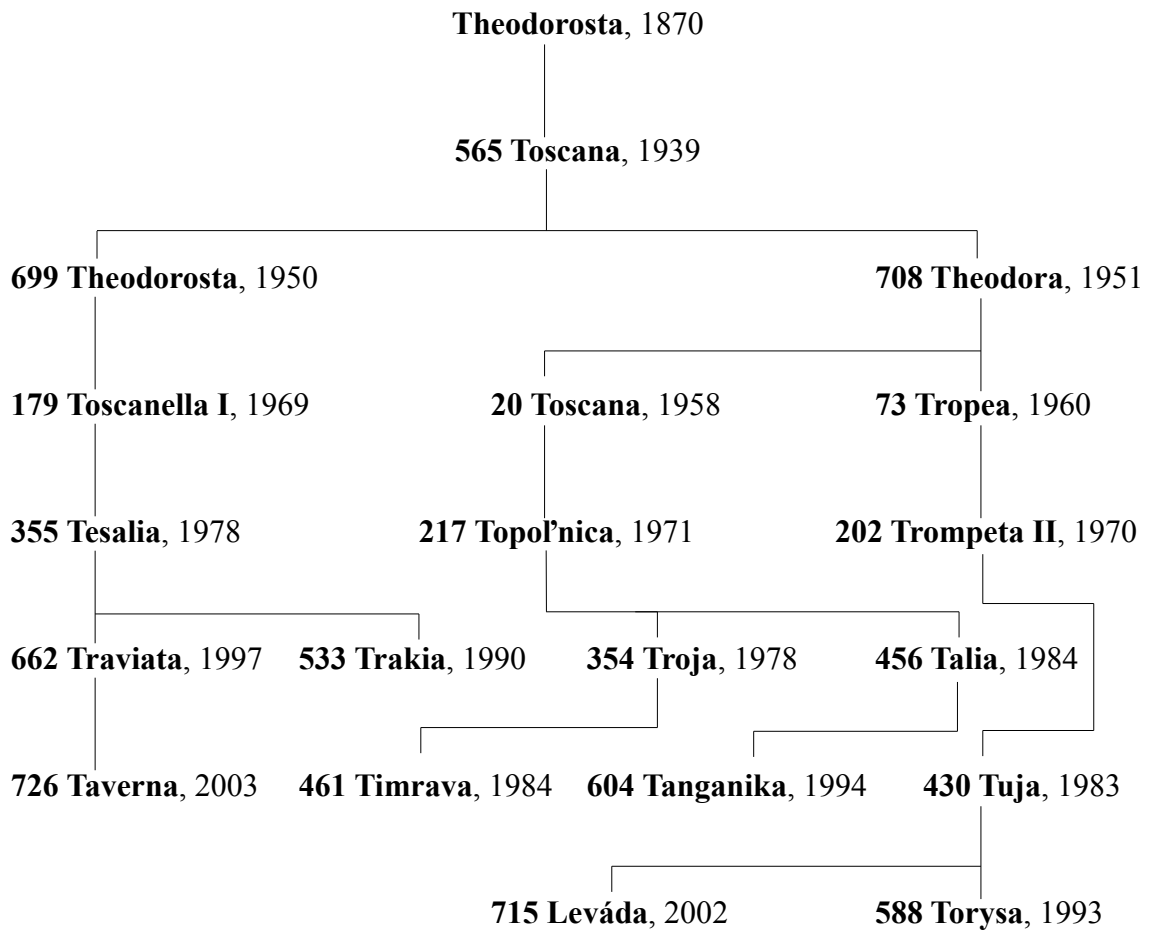 Theodorosta, 1870
565 Toscana, 1939
699 Theodorosta, 1950
708 Theodora, 1951
179 Toscanella I, 1969
20 Toscana, 1958
73 Tropea, 1960
355 Tesalia, 1978
217 Topoľnica, 1971
202 Trompeta II, 1970
662 Traviata, 1997
533 Trakia, 1990
354 Troja, 1978
456 Talia, 1984
726 Taverna, 2003
461 Timrava, 1984
604 Tanganika, 1994
430 Tuja, 1983
715 Leváda, 2002
588 Torysa, 1993